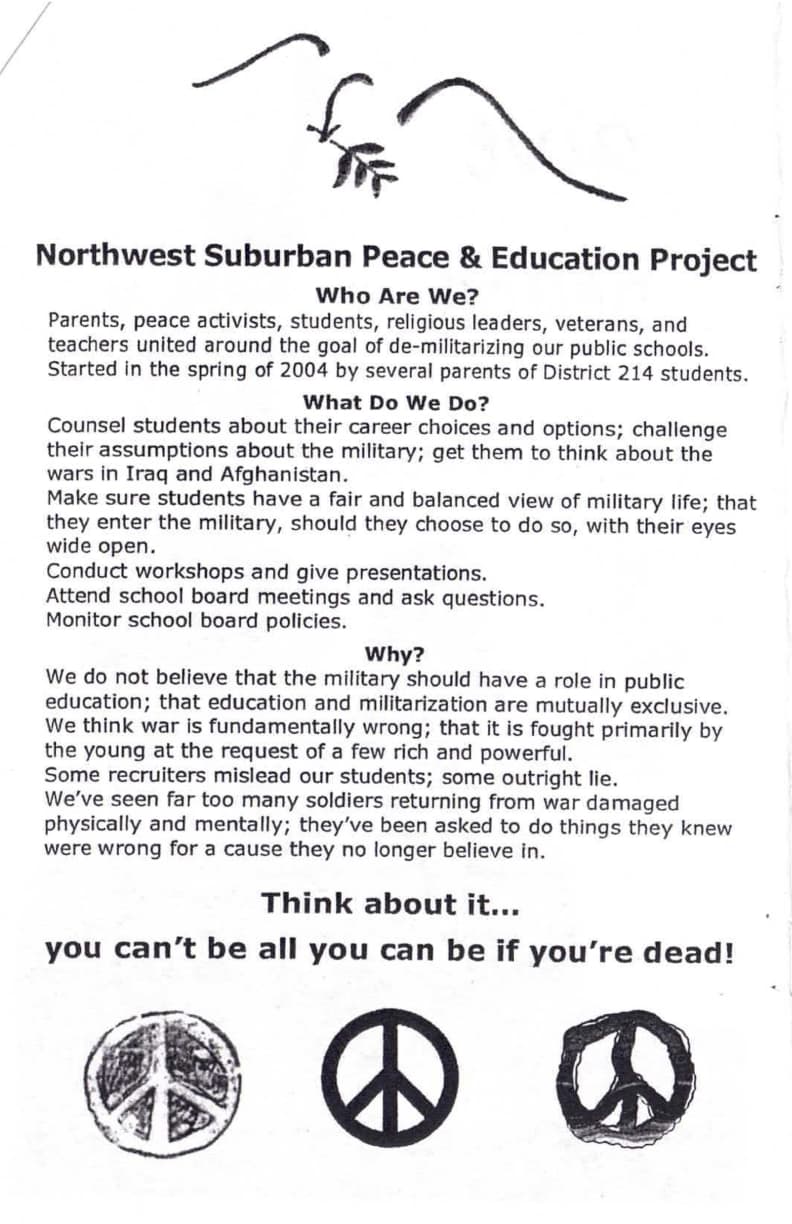 Northwest Suburban Peace & Education Project
Who Are We?
Parents, peace activists, students, religious leaders, veterans, and
teachers united around the goal of de-militarizing our public schools.
Started in the spring of 2004 by several parents of District 214 students.
What Do We Do?
Counsel students about their career choices and options; challenge
their assumptions about the military; get them to think about the
wars in Iraq and Afghanistan.
Make sure students have a fair and balanced view of military life; that
they enter the military, should they choose to do so, with their eyes
wide open.
Conduct workshops and give presentations.
Attend school board meetings and ask questions.
Monitor school board policies.
Why?
We do not believe that the military should have a role in public
education; that education and militarization are mutually exclusive.
We think war is fundamentally wrong; that it is fought primarily by
the young at the request of a few rich and powerful.
Some recruiters mislead our students; some outright lie.
We've seen far too many soldiers returning from war damaged
physically and mentally; they've been asked to do things they knew
were wrong for a cause they no longer believe in.
Think about it...
you can't be all you can be if you're dead!